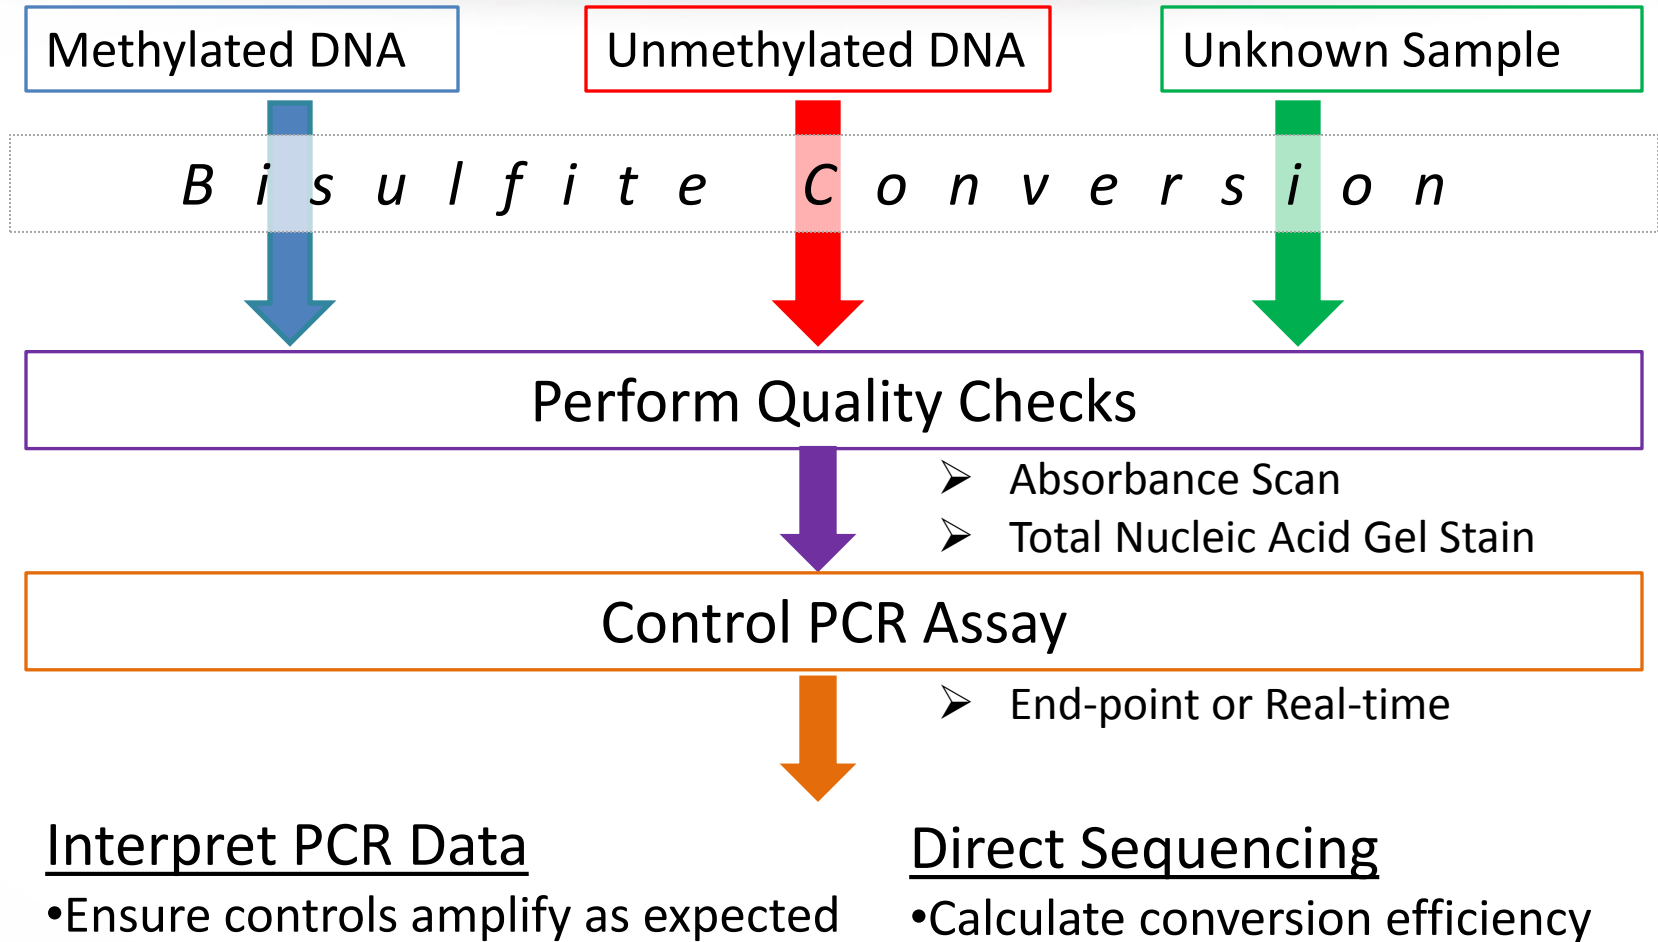 Methylated DNA
Unmethylated DNA
Unknown Sample
Bisulfite Conversion
Perform Quality Checks
➢ Absorbance Scan
➢ Total Nucleic Acid Gel Stain
Control PCR Assay
➢ End-point or Real-time
Interpret PCR Data
•Ensure controls amplify as expected
Direct Sequencing
•Calculate conversion efficiency